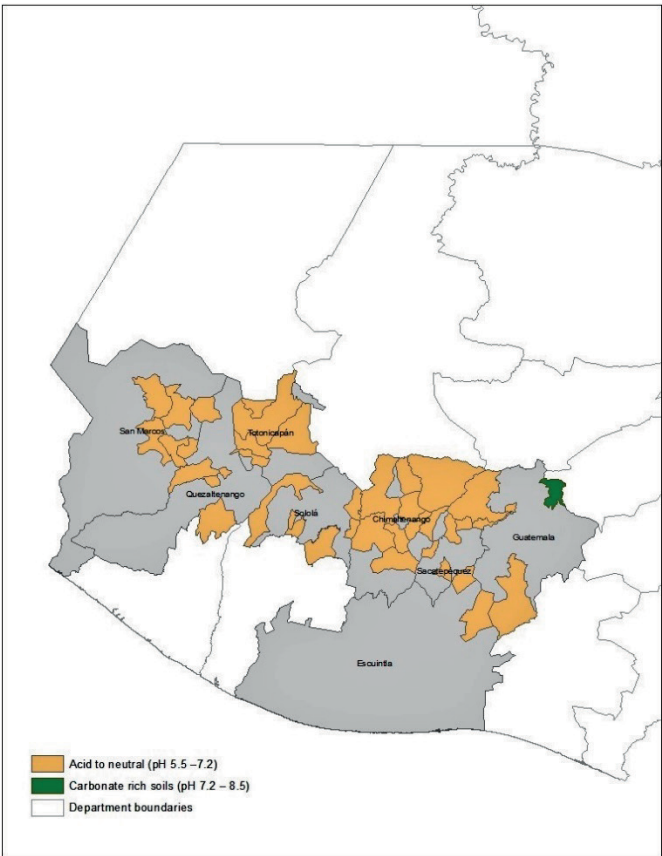 San Marcos
Totonicapán
Quezaltenango
Sololá
Chimaltenango
Guatemala
Sacatepequez
Escuintla
Acid to neutral (pH 5.5 –7.2)
Carbonate rich soils (pH 7.2 – 8.5)
Department boundaries